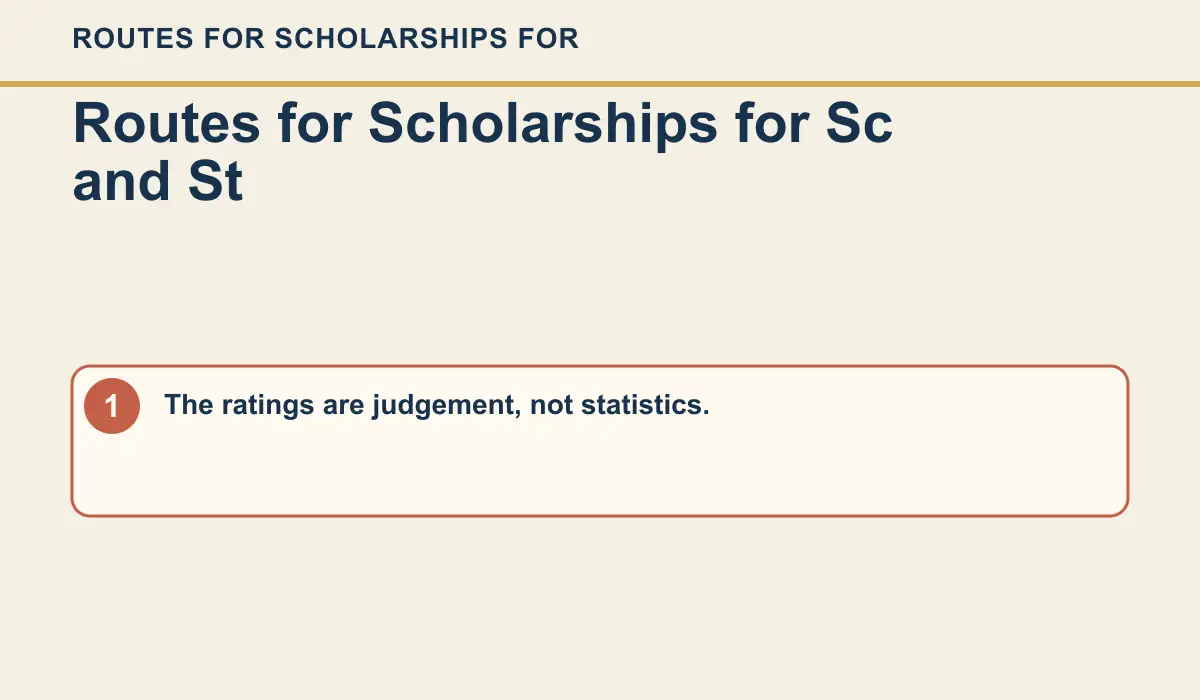 ROUTES FOR SCHOLARSHIPS FOR
Routes for Scholarships for Sc
and St
1 The ratings are judgement, not statistics.